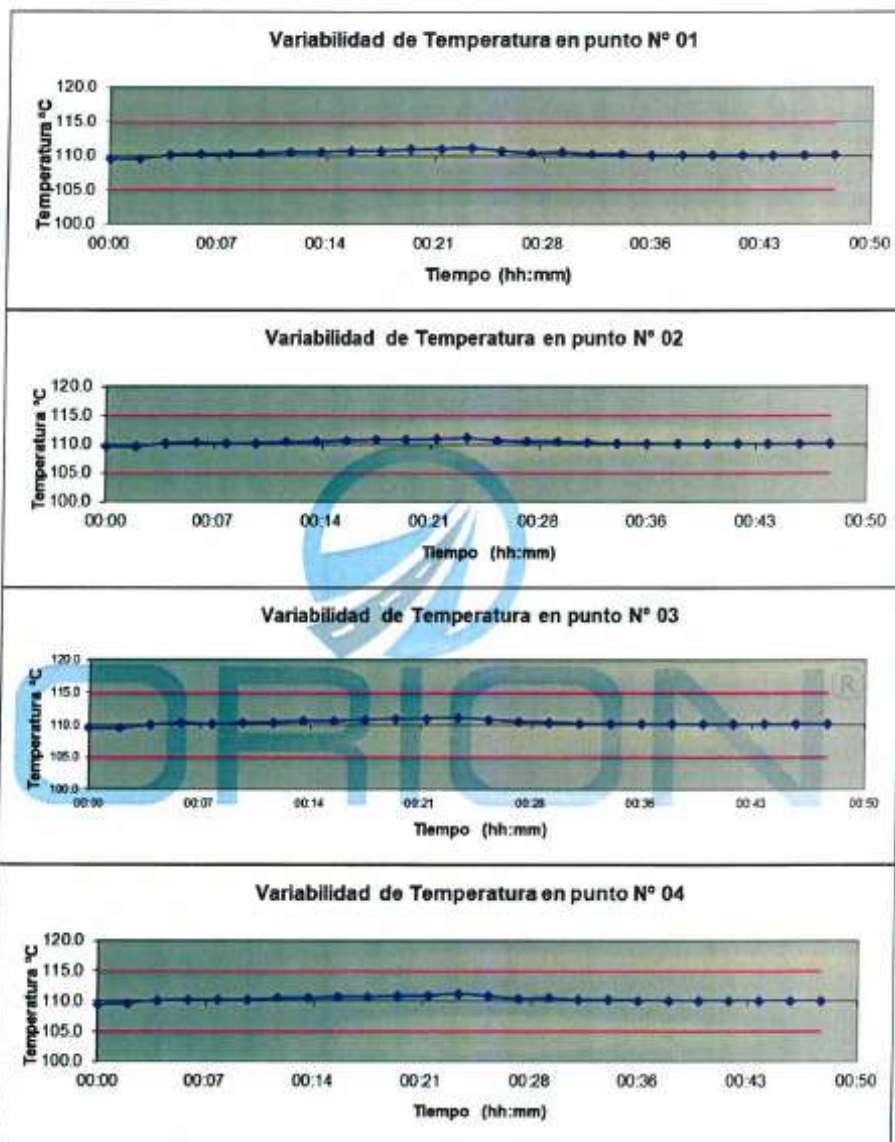 Variabilidad de Temperatura en punto Nº 01
Temperatura ºC
120.0
115.0
110.0
105.0
100.0
00:00 00:07 00:14 00:21 00:28 00:36 00:43 00:50
Tiempo (hh:mm)
Variabilidad de Temperatura en punto Nº 02
Temperatura ºC
120.0
115.0
110.0
105.0
100.0
00:00 00:07 00:14 00:21 00:28 00:36 00:43 00:50
Tiempo (hh:mm)
Variabilidad de Temperatura en punto Nº 03
Temperatura ºC
120.0
115.0
110.0
105.0
100.0
00:00 00:07 00:14 00:21 00:28 00:36 00:43 00:50
Tiempo (hh:mm)
ORION ®
Variabilidad de Temperatura en punto Nº 04
Temperatura ºC
120.0
115.0
110.0
105.0
100.0
00:00 00:07 00:14 00:21 00:28 00:36 00:43 00:50
Tiempo (hh:mm)